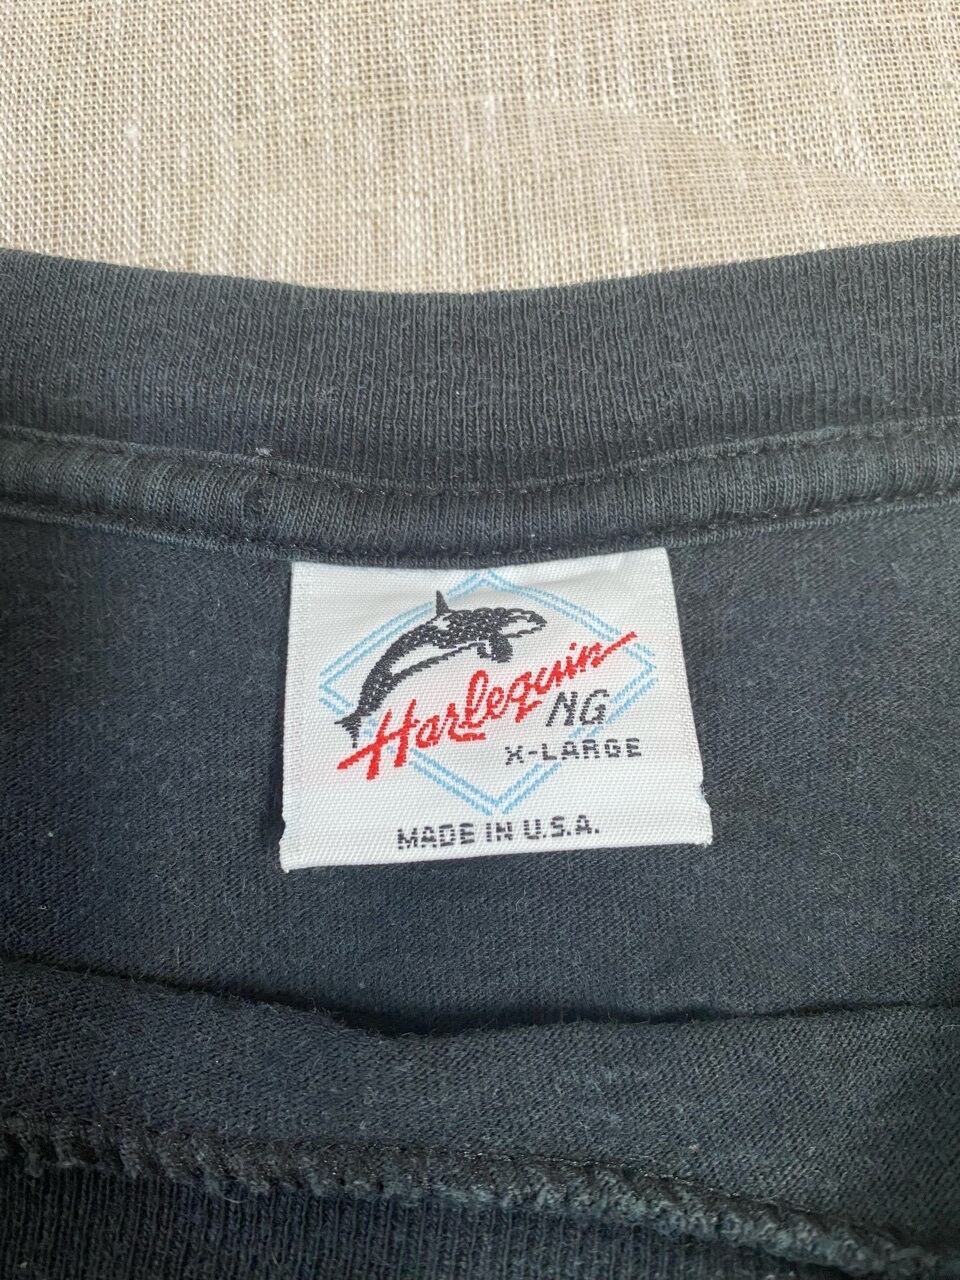 Harlequin
NG
X-LARGE
MADE IN U.S.A.